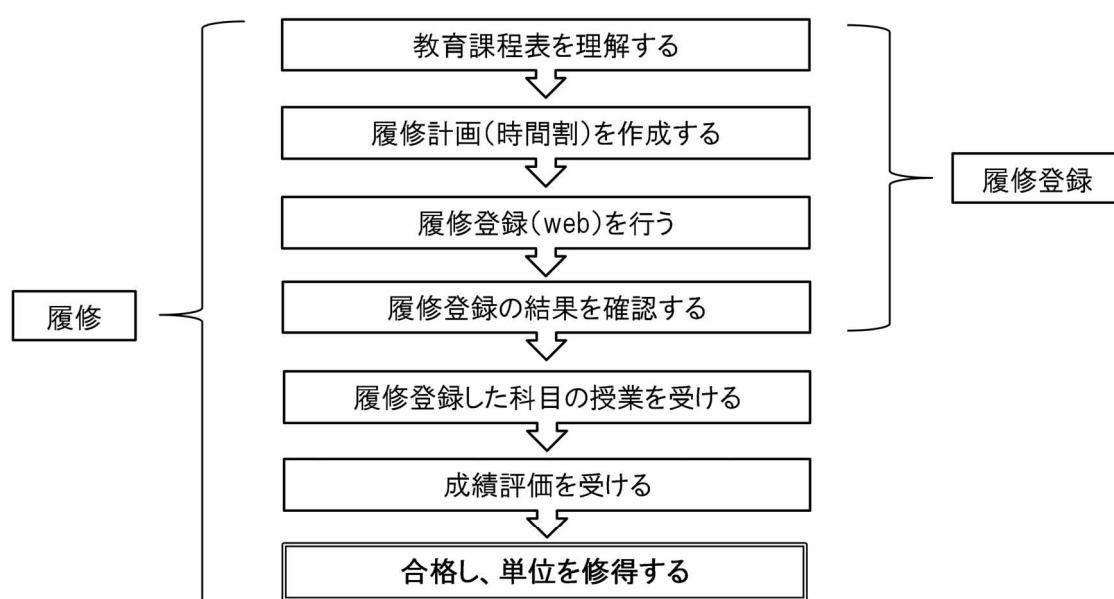 教育課程表を理解する
履修計画（時間割）を作成する
履修登録
履修登録（web）を行う
履修登録の結果を確認する
履修
履修登録した科目の授業を受ける
成績評価を受ける
合格し、単位を修得する